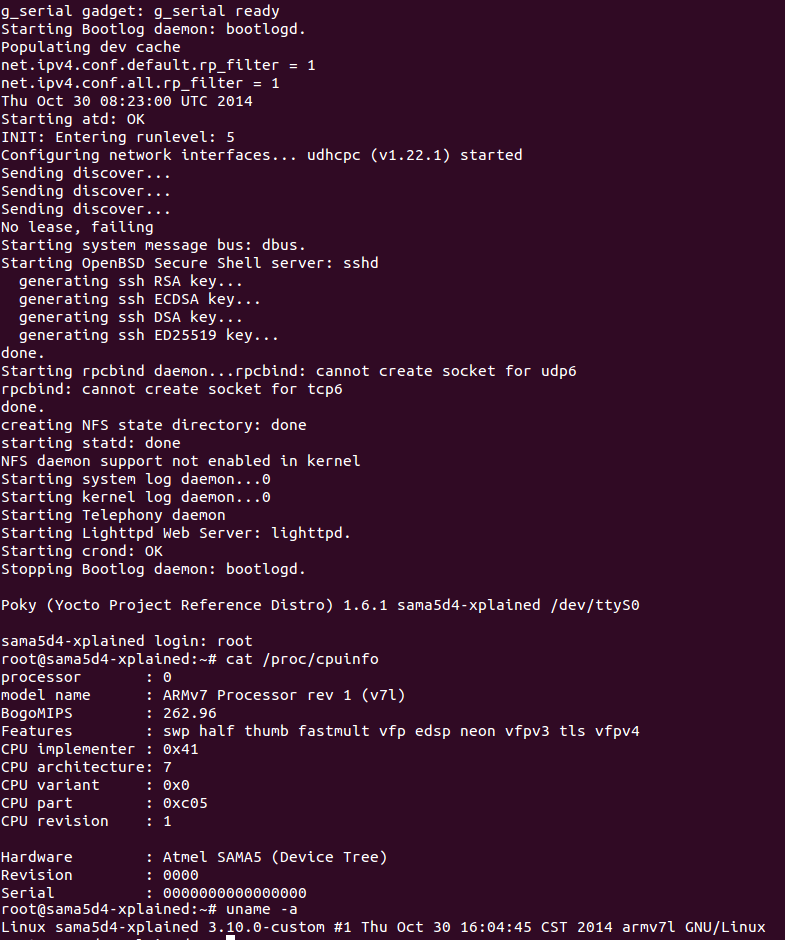 g_serial gadget: g_serial ready
Starting Bootlog daemon: bootlogd.
Populating dev cache
net.ipv4.conf.default.rp_filter = 1
net.ipv4.conf.all.rp_filter = 1
Thu Oct 30 08:23:00 UTC 2014
Starting atd: OK
INIT: Entering runlevel: 5
Configuring network interfaces... udhcpc (v1.22.1) started
Sending discover...
Sending discover...
Sending discover...
No lease, failing
Starting system message bus: dbus.
Starting OpenBSD Secure Shell server: sshd
  generating ssh RSA key...
  generating ssh ECDSA key...
  generating ssh DSA key...
  generating ssh ED25519 key...
done.
Starting rpcbind daemon...rpcbind: cannot create socket for udp6
rpcbind: cannot create socket for tcp6
done.
creating NFS state directory: done
starting statd: done
NFS daemon support not enabled in kernel
Starting system log daemon...0
Starting kernel log daemon...0
Starting Telephony daemon
Starting Lighttpd Web Server: lighttpd.
Starting crond: OK
Stopping Bootlog daemon: bootlogd.
Poky (Yocto Project Reference Distro) 1.6.1 sama5d4-xplained /dev/ttyS0
sama5d4-xplained login: root
root@sama5d4-xplained:~# cat /proc/cpuinfo
processor       : 0
model name      : ARMv7 Processor rev 1 (v7l)
BogoMIPS        : 262.96
Features        : swp half thumb fastmult vfp edsp neon vfpv3 tls vfpv4
CPU implementer : 0x41
CPU architecture: 7
CPU variant     : 0x0
CPU part        : 0xc05
CPU revision    : 1
Hardware        : Atmel SAMA5 (Device Tree)
Revision        : 0000
Serial          : 0000000000000000
root@sama5d4-xplained:~# uname -a
Linux sama5d4-xplained 3.10.0-custom #1 Thu Oct 30 16:04:45 CST 2014 armv7l GNU/Linux